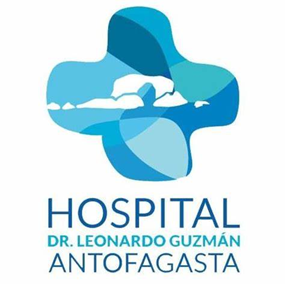 HOSPITAL
DR. LEONARDO GUZMÁN
ANTOFAGASTA